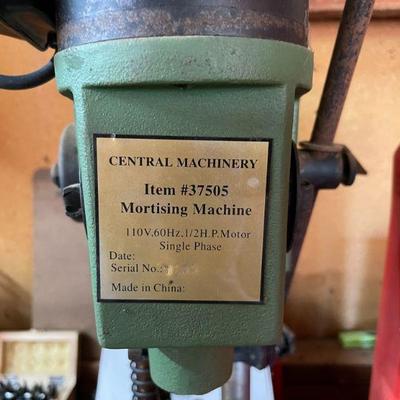 CENTRAL MACHINERY
Item #37505
Mortising Machine
110V,60Hz,1/2H.P.Motor
Single Phase
Date:
Serial No.:
Made in China: